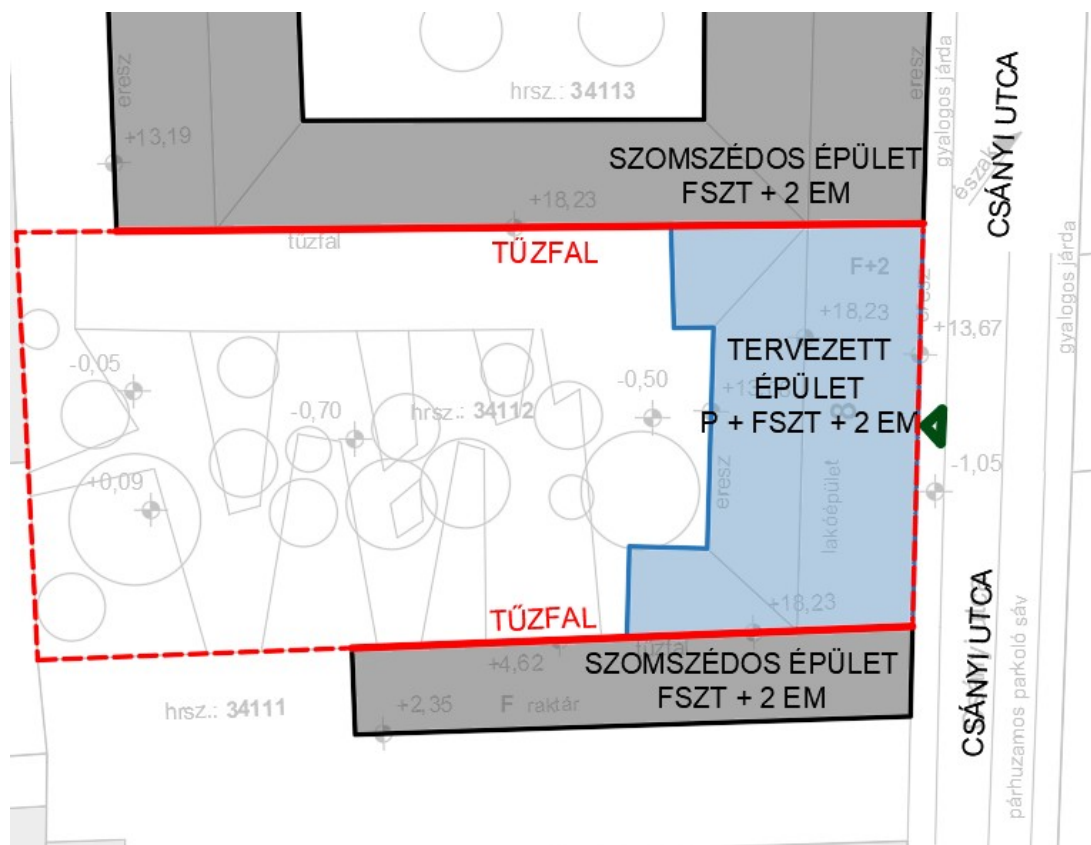 eresz
eresz
gyalogos járda
CSÁNYI UTCA
hrsz.: 34113
+13,19
SZOMSZÉDOS ÉPÜLET
FSZT + 2 EM
észak
+18,23
tűzfal
TŰZFAL
F+2
+18,23
+13,67
gyalogos járda
TERVEZETT
ÉPÜLET
P + FSZT + 2 EM
-0,05
-0,50
-0,70
hrsz.: 34112
8
-1,05
+0,09
eresz
lakóépület
+18,23
TŰZFAL
tűzfal
+4,62
SZOMSZÉDOS ÉPÜLET
FSZT + 2 EM
CSÁNYI UTCA
párhuzamos parkoló sáv
hrsz.: 34111
+2,35
F raktár